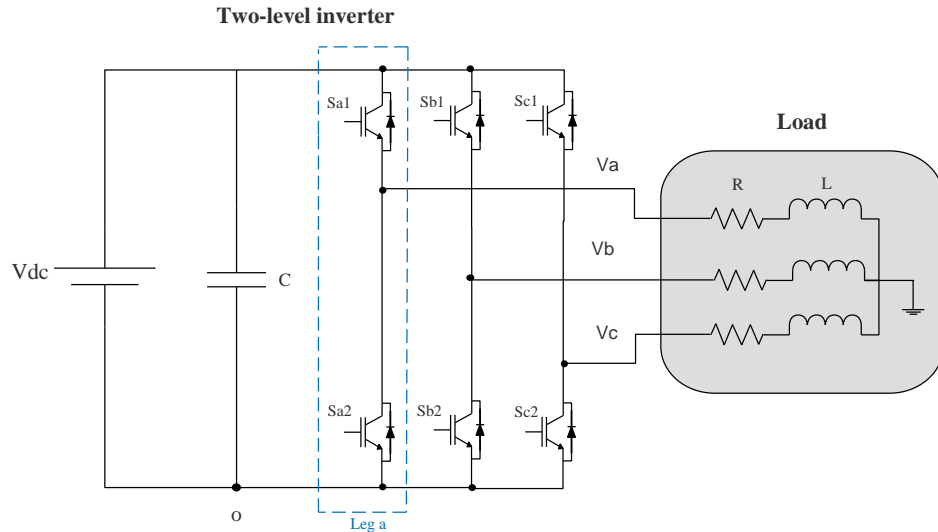 Two-level inverter
Sa1
Sb1
Sc1
Load
Va
R
L
Vb
Vdc
C
Vc
Sa2
Sb2
Sc2
o
Leg a